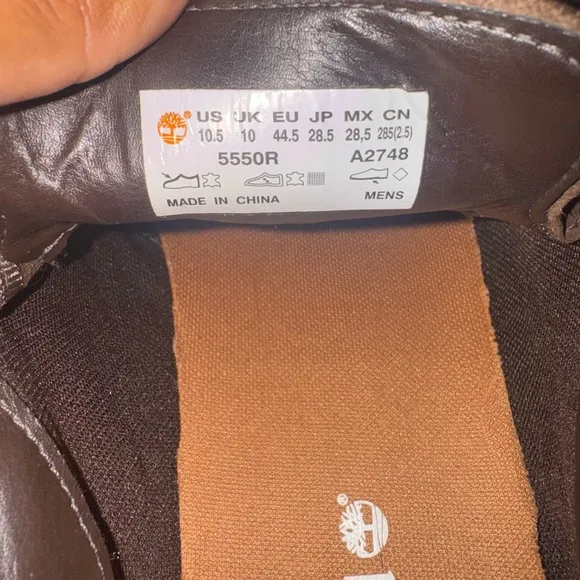 ® US UK EU JP MX CN
10.5 10 44.5 28.5 28,5 285(2.5)
5550R A2748
MADE IN CHINA MENS